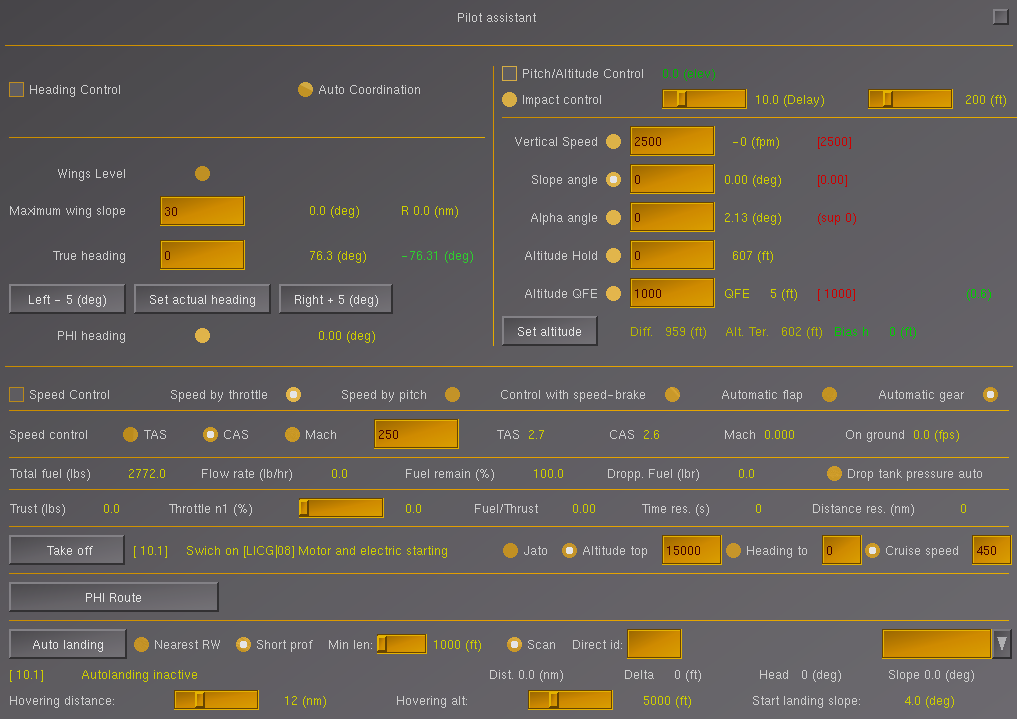 Pilot assistant
Heading Control
Auto Coordination
Wings Level
Maximum wing slope 30 0.0 (deg) R 0.0 (nm)
True heading 0 76.3 (deg) -76.31 (deg)
Left - 5 (deg) Set actual heading Right + 5 (deg)
PHI heading 0.00 (deg)
Pitch/Altitude Control 0.0 (elev)
Impact control 10.0 (Delay) 200 (ft)
Vertical Speed 2500 -0 (fpm) [2500]
Slope angle 0 0.00 (deg) [0.00]
Alpha angle 0 2.13 (deg) (sup 0)
Altitude Hold 0 607 (ft)
Altitude QFE 1000 QFE 5 (ft) [ 1000] (0.6)
Set altitude Diff. 959 (ft) Alt. Ter. 602 (ft) Bias h 0 (ft)
Speed Control Speed by throttle Speed by pitch Control with speed-brake Automatic flap Automatic gear
Speed control TAS CAS Mach 250 TAS 2.7 CAS 2.6 Mach 0.000 On ground 0.0 (fps)
Total fuel (lbs) 2772.0 Flow rate (lb/hr) 0.0 Fuel remain (%) 100.0 Dropp. Fuel (lbr) 0.0 Drop tank pressure auto
Trust (lbs) 0.0 Throttle n1 (%) 0.0 Fuel/Thrust 0.00 Time res. (s) 0 Distance res. (nm) 0
Take off [ 10.1] Swich on [LICG|08] Motor and electric starting Jato Altitude top 15000 Heading to 0 Cruise speed 450
PHI Route
Auto landing Nearest RW Short prof Min len: 1000 (ft) Scan Direct id:
[ 10.1] Autolanding inactive Dist. 0.0 (nm) Delta 0 (ft) Head 0 (deg) Slope 0.0 (deg)
Hovering distance: 12 (nm) Hovering alt: 5000 (ft) Start landing slope: 4.0 (deg)